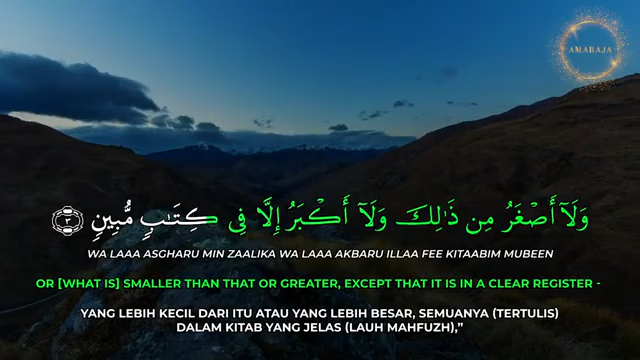 AMARAJA
وَلَآ أَصْغَرُ مِن ذَٰلِكَ وَلَآ أَكْبَرُ إِلَّا فِى كِتَـٰبٍ مُّبِينٍ ٣
WA LAAA ASGHARU MIN ZAALIKA WA LAAA AKBARU ILLAA FEE KITAABIM MUBEEN
OR [WHAT IS] SMALLER THAN THAT OR GREATER, EXCEPT THAT IT IS IN A CLEAR REGISTER -
YANG LEBIH KECIL DARI ITU ATAU YANG LEBIH BESAR, SEMUANYA (TERTULIS)
DALAM KITAB YANG JELAS (LAUH MAHFUZH),”